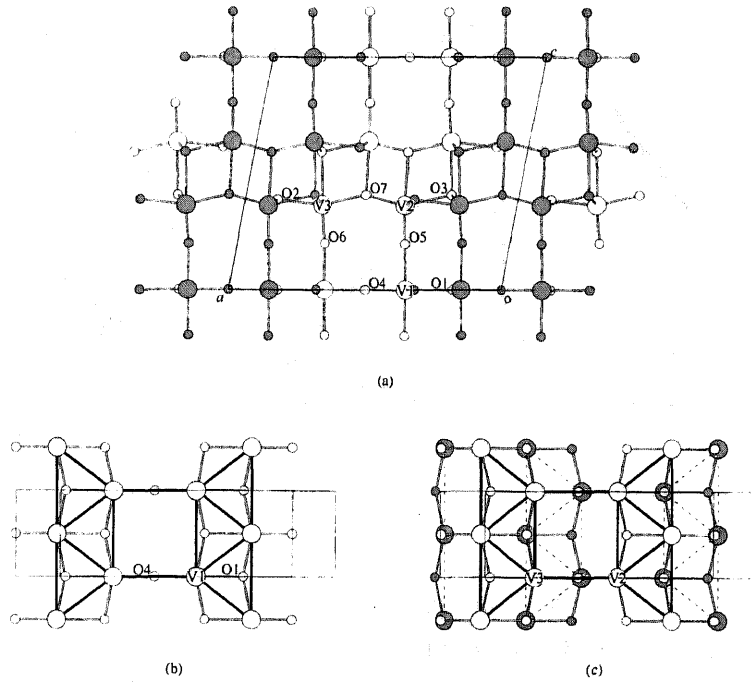 c
O2 O7 O3
V3 V2
O6 O5
a O4 V1 O1 o
(a)
O4 V1 O1
V3 V2
(b) (c)